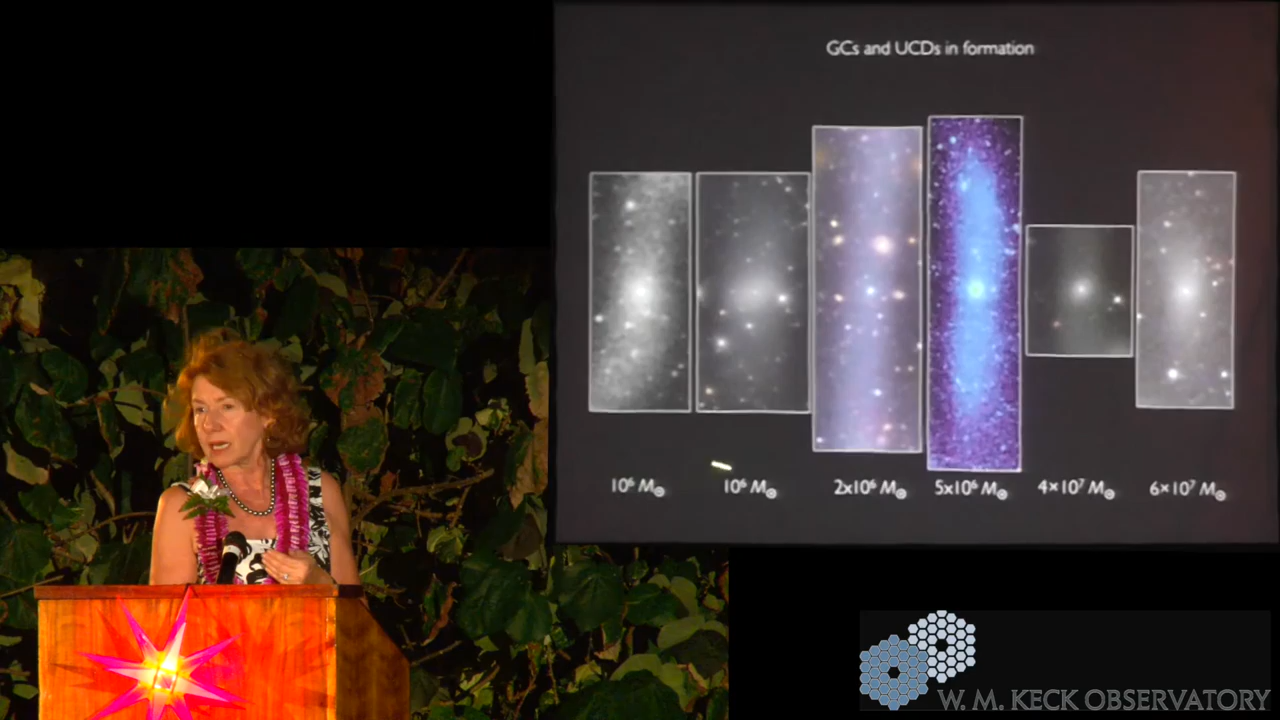 GCs and UCDs in formation
10⁶ M☉ 10⁶ M☉ 2x10⁶ M☉ 5x10⁶ M☉ 4×10⁷ M☉ 6×10⁷ M☉
W. M. KECK OBSERVATORY